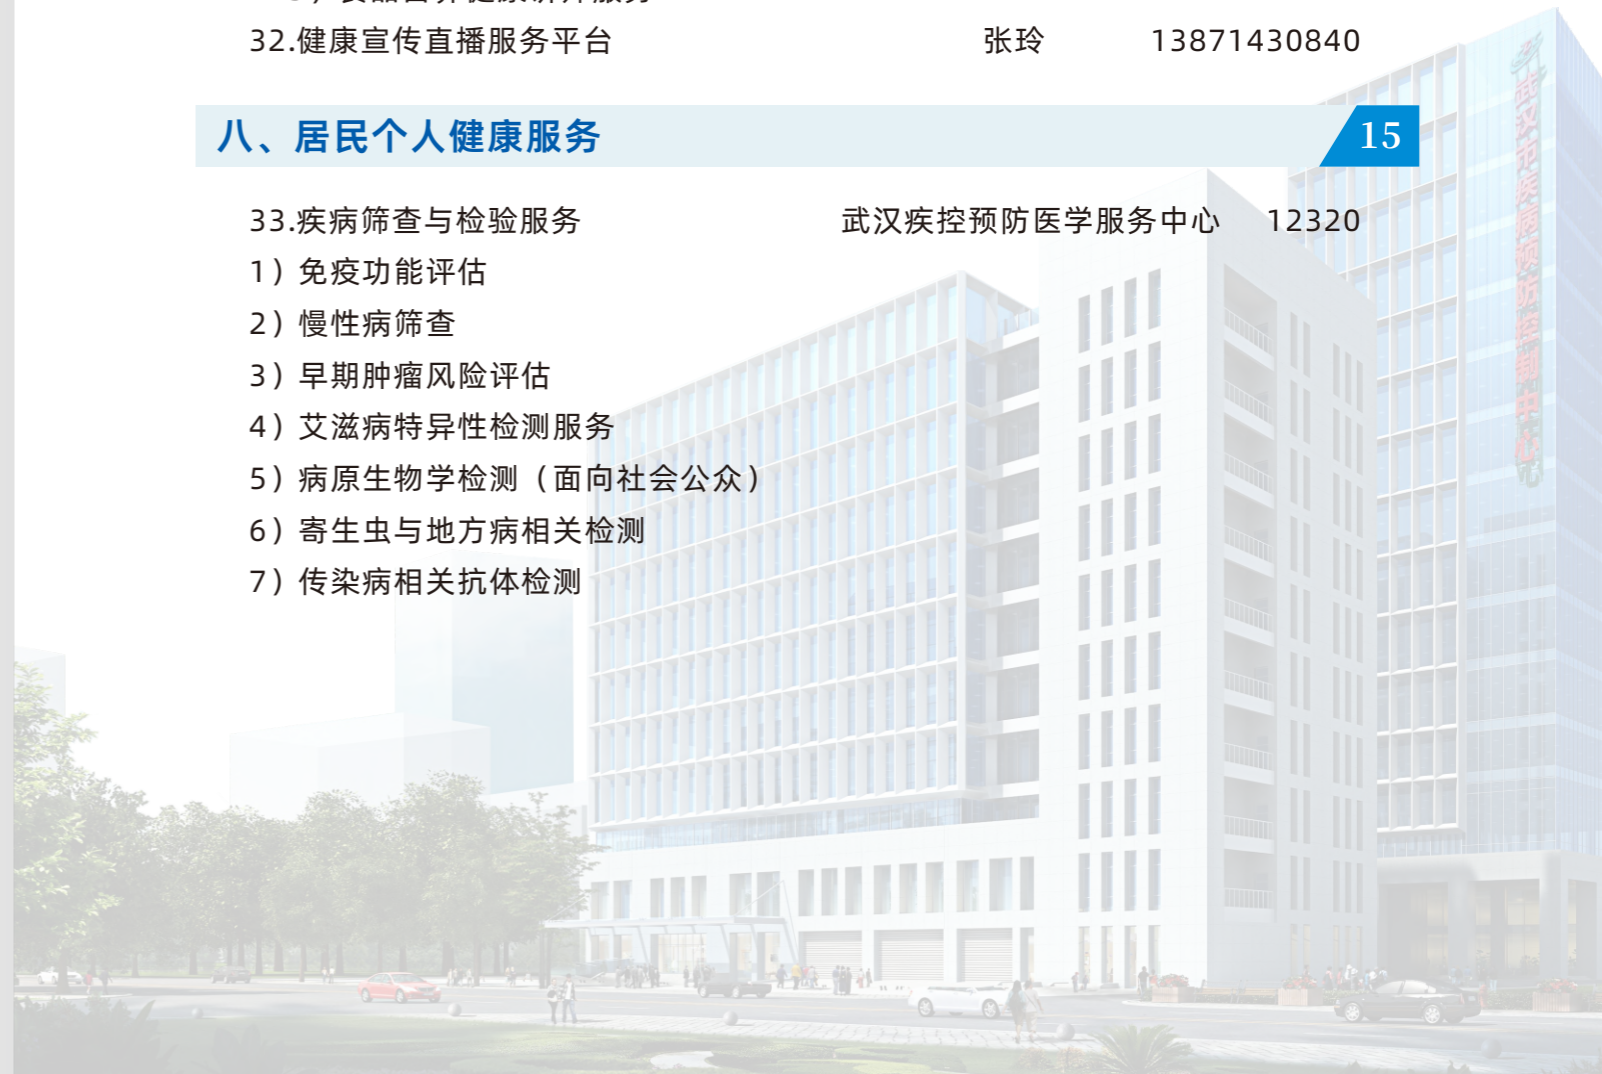 32.健康宣传直播服务平台 张玲 13871430840
八、居民个人健康服务 15
33.疾病筛查与检验服务 武汉疾控预防医学服务中心 12320
1）免疫功能评估
2）慢性病筛查
3）早期肿瘤风险评估
4）艾滋病特异性检测服务
5）病原生物学检测（面向社会公众）
6）寄生虫与地方病相关检测
7）传染病相关抗体检测
武汉市疾病预防控制中心